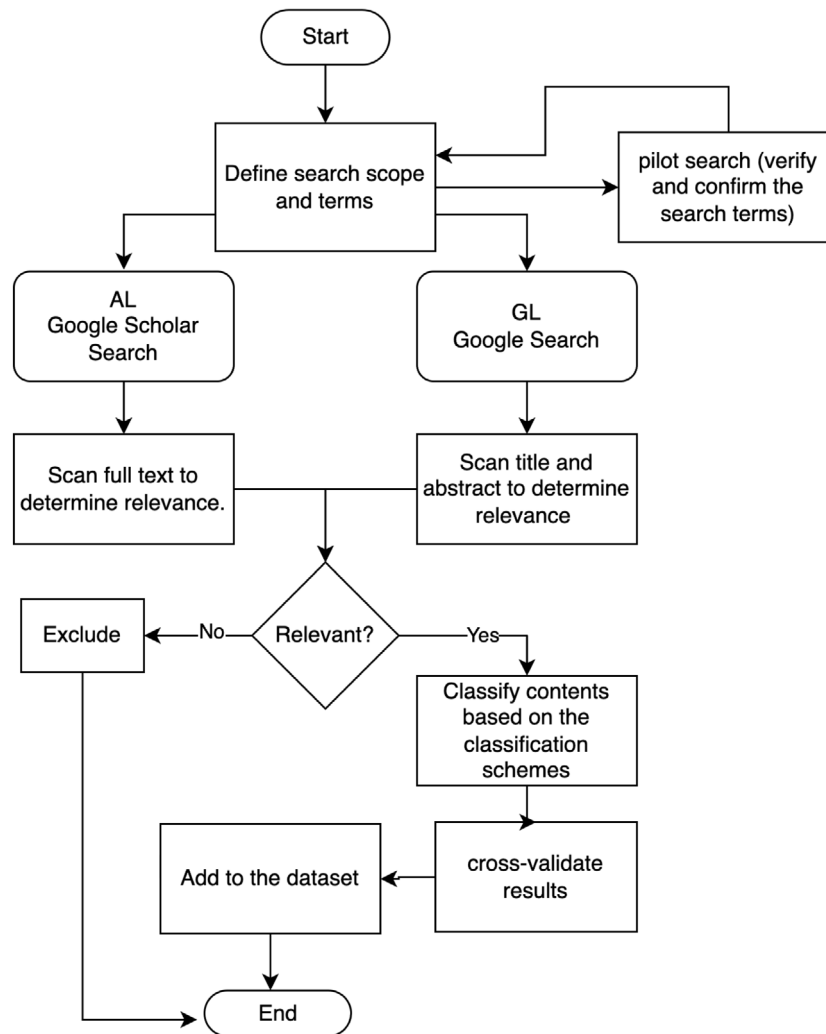 Start
Define search scope
and terms
pilot search (verify
and confirm the
search terms)
AL
Google Scholar
Search
GL
Google Search
Scan full text to
determine relevance.
Scan title and
abstract to determine
relevance
Relevant?
No
Exclude
Yes
Classify contents
based on the
classification
schemes
cross-validate
results
Add to the dataset
End